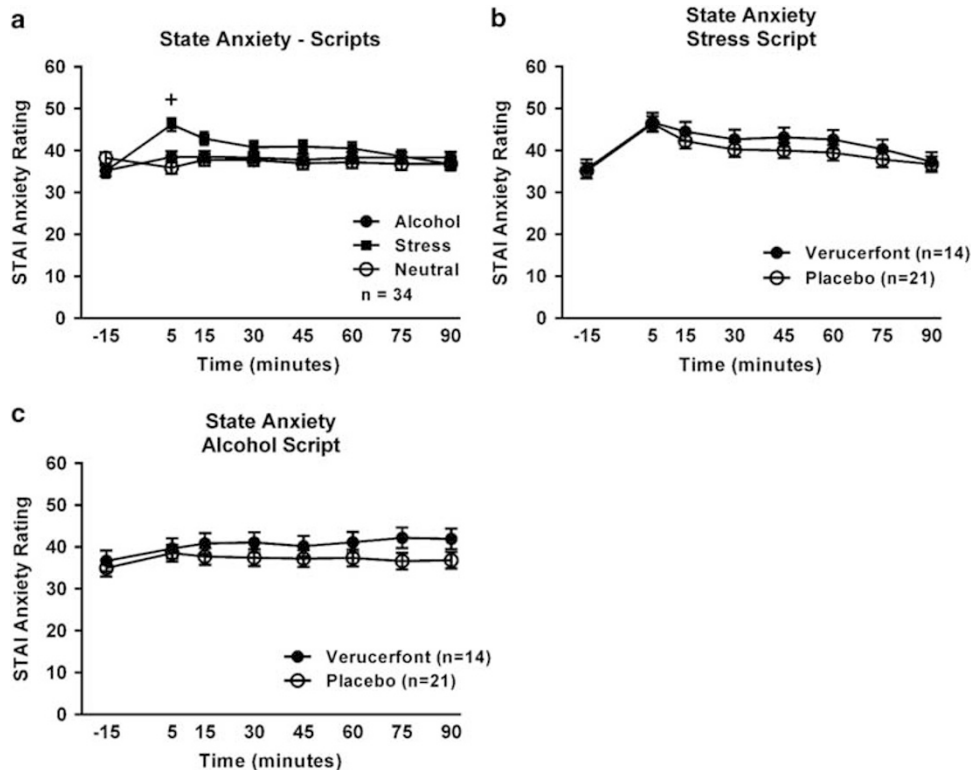 a
State Anxiety - Scripts
STAI Anxiety Rating
60
50
40
30
20
10
0
+
Alcohol
Stress
Neutral
n = 34
-15 5 15 30 45 60 75 90
Time (minutes)
b
State Anxiety
Stress Script
STAI Anxiety Rating
60
50
40
30
20
10
0
Verucerfont (n=14)
Placebo (n=21)
-15 5 15 30 45 60 75 90
Time (minutes)
c
State Anxiety
Alcohol Script
STAI Anxiety Rating
60
50
40
30
20
10
0
Verucerfont (n=14)
Placebo (n=21)
-15 5 15 30 45 60 75 90
Time (minutes)